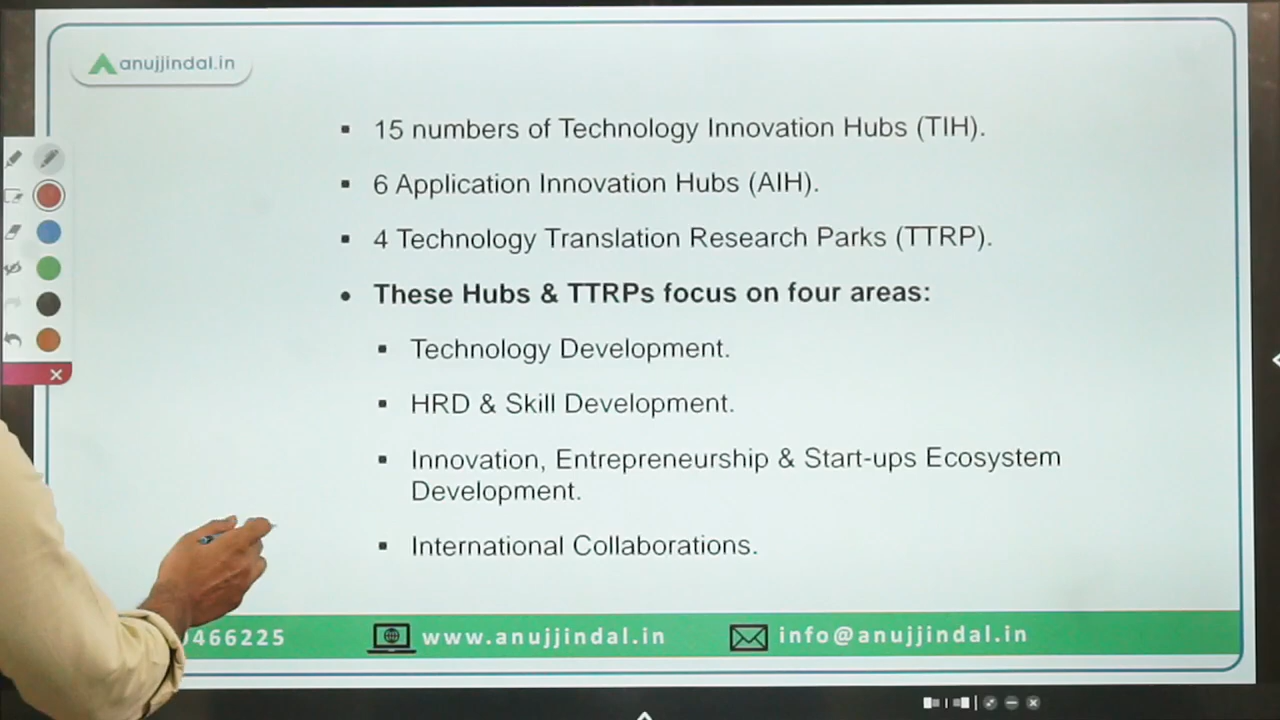 anujjindal.in
▪ 15 numbers of Technology Innovation Hubs (TIH).
▪ 6 Application Innovation Hubs (AIH).
▪ 4 Technology Translation Research Parks (TTRP).
• These Hubs & TTRPs focus on four areas:
▪ Technology Development.
▪ HRD & Skill Development.
▪ Innovation, Entrepreneurship & Start-ups Ecosystem
Development.
▪ International Collaborations.
466225 www.anujjindal.in info@anujjindal.in